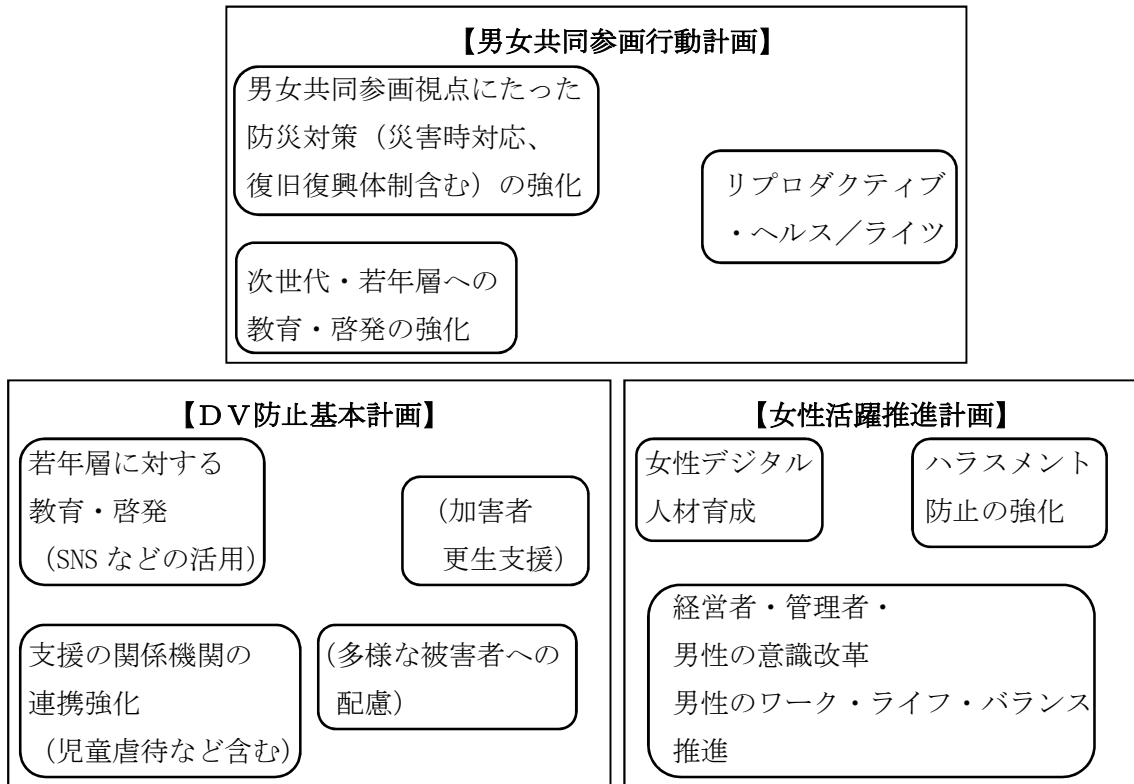 【男女共同参画行動計画】
男女共同参画視点にたった
防災対策（災害時対応、
復旧復興体制含む）の強化
リプロダクティブ
・ヘルス／ライツ
次世代・若年層への
教育・啓発の強化
【ＤＶ防止基本計画】
若年層に対する
教育・啓発
（SNSなどの活用）
（加害者
更生支援）
支援の関係機関の
連携強化
（児童虐待など含む）
（多様な被害者への
配慮）
【女性活躍推進計画】
女性デジタル
人材育成
ハラスメント
防止の強化
経営者・管理者・
男性の意識改革
男性のワーク・ライフ・バランス
推進